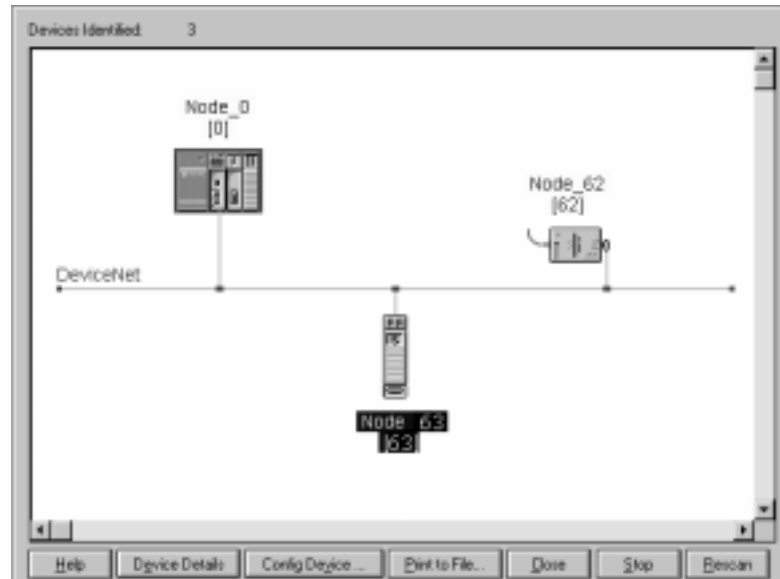 Devices Identified: 3
Node_0
[0]
Node_62
[62]
DeviceNet
Node_63
[63]
Help Device Details Config Device ... Print to File... Close Stop Rescan